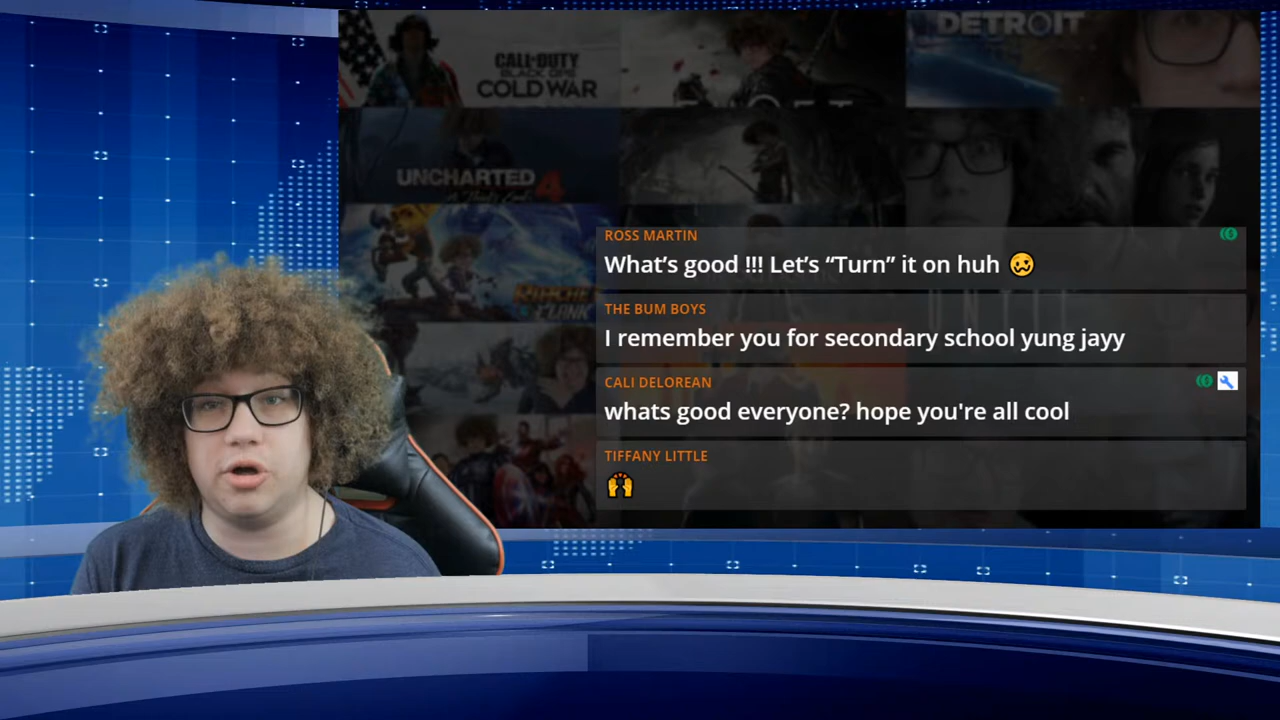 DETROIT
CALL OF DUTY
BLACK OPS
COLD WAR
UNCHARTED 4
ROSS MARTIN
What’s good !!! Let’s “Turn” it on huh 🥴
THE BUM BOYS
I remember you for secondary school yung jayy
UNTIL
CALI DELOREAN
whats good everyone? hope you're all cool
TIFFANY LITTLE
🙌